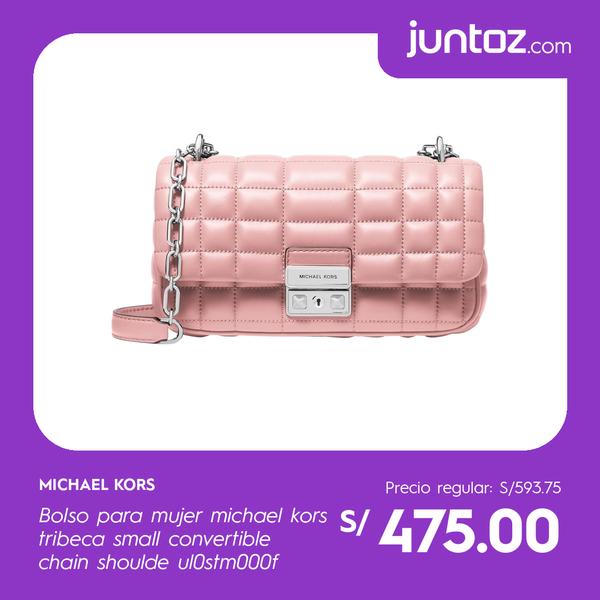 juntoz.com
MICHAEL KORS
MICHAEL KORS
Bolso para mujer michael kors
tribeca small convertible
chain shoulde ul0stm000f
Precio regular: S/593.75
S/ 475.00